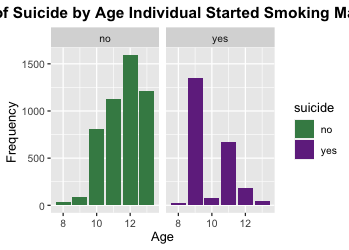 of Suicide by Age Individual Started Smoking Ma
no yes
1500
1000
500
0
8 10 12 8 10 12
Frequency
Age
suicide
no
yes